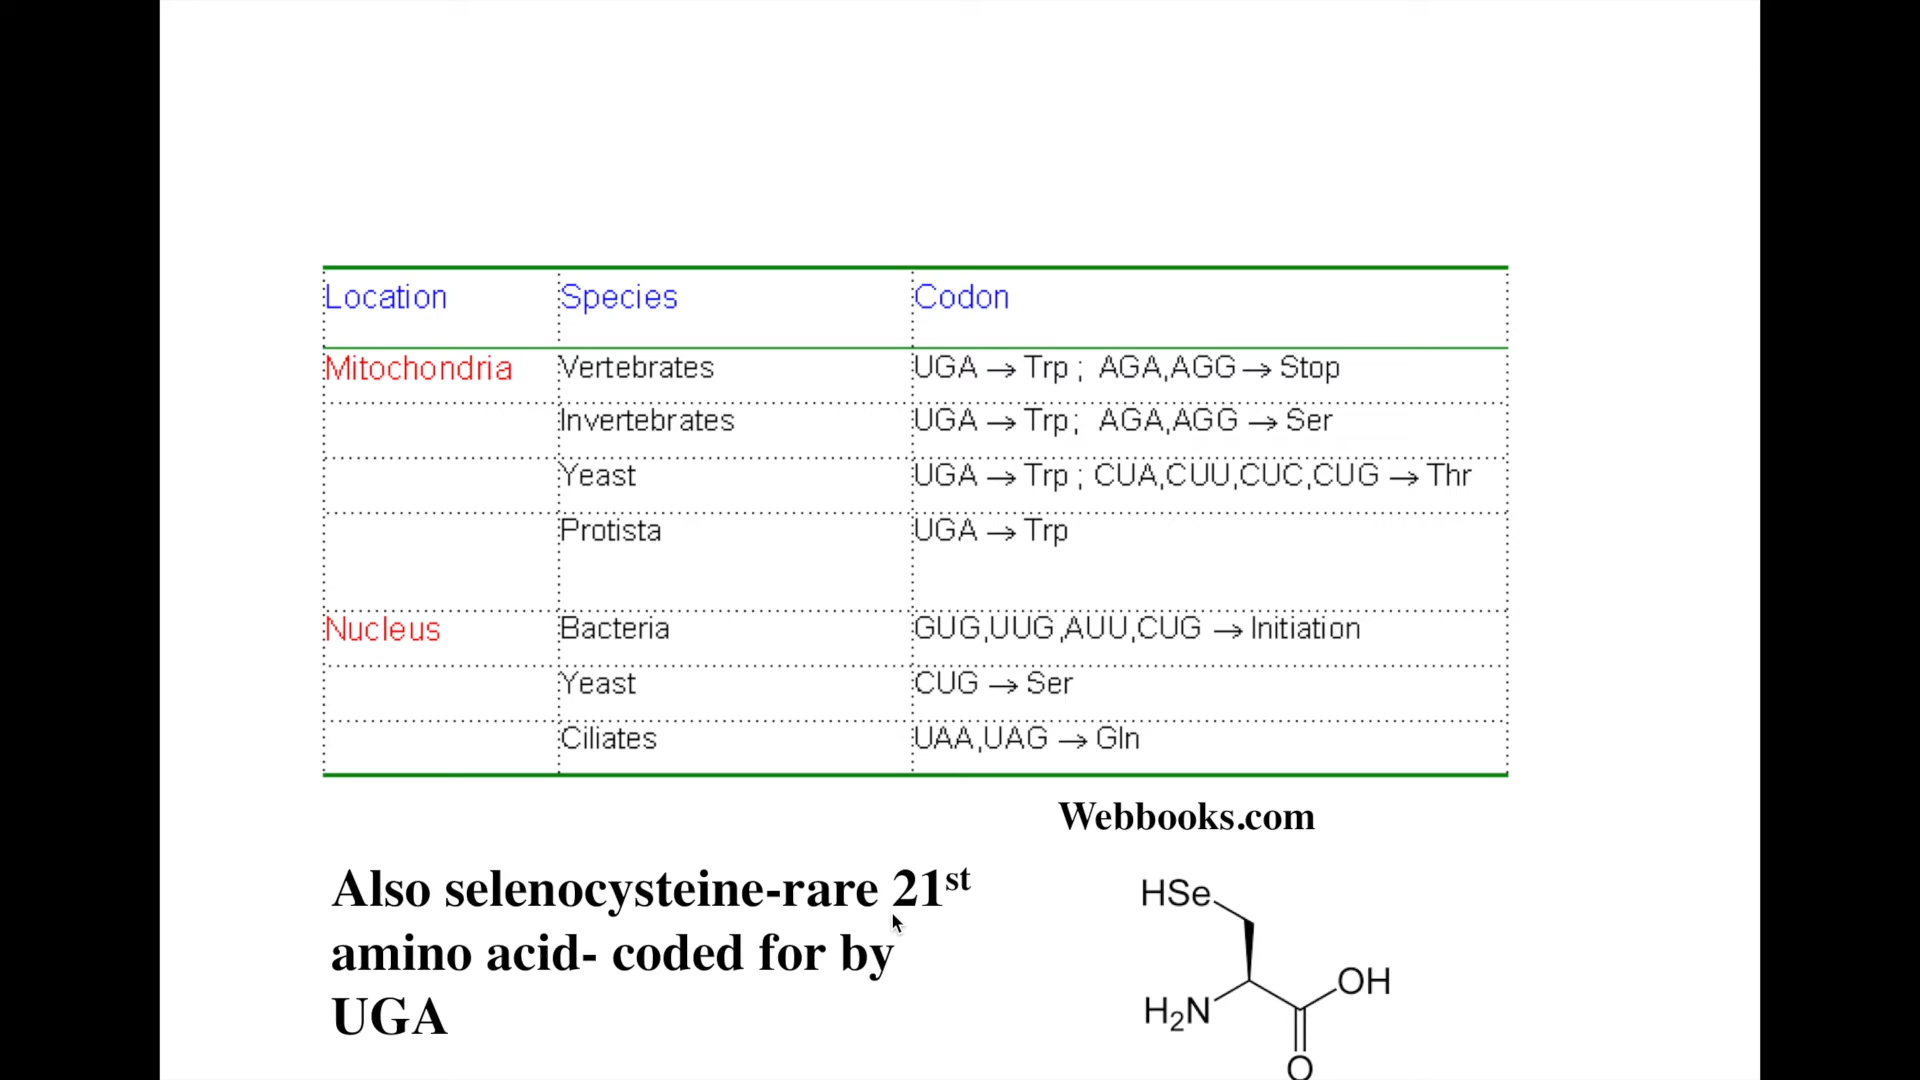 Location Species Codon
Mitochondria Vertebrates UGA → Trp ; AGA,AGG → Stop
Invertebrates UGA → Trp; AGA,AGG → Ser
Yeast UGA → Trp ; CUA,CUU,CUC,CUG → Thr
Protista UGA → Trp
Nucleus Bacteria GUG,UUG,AUU,CUG → Initiation
Yeast CUG → Ser
Ciliates UAA,UAG → Gln
Webbooks.com
Also selenocysteine-rare 21st
amino acid- coded for by
UGA
HSe
OH
H₂N
O